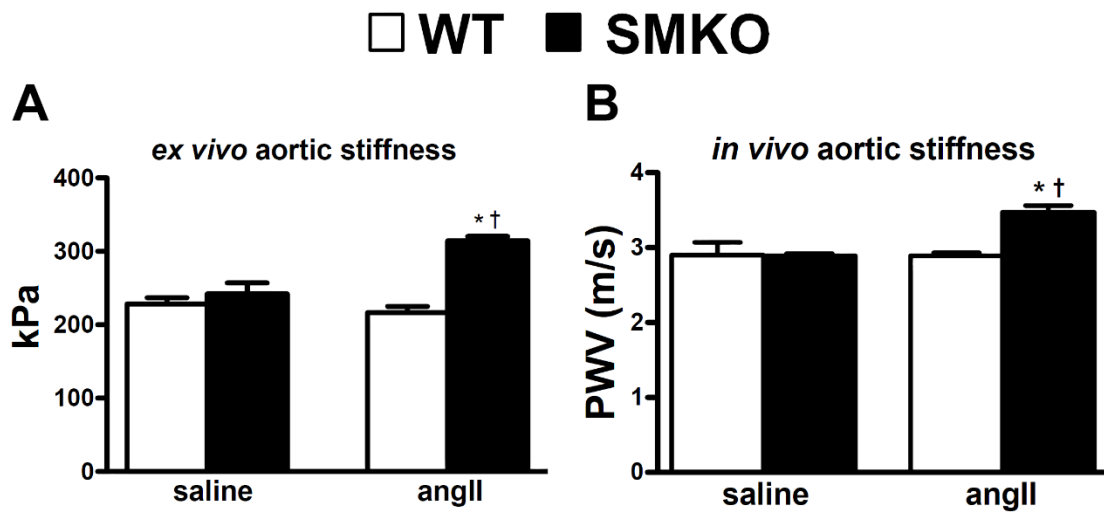 WT SMKO
A
ex vivo aortic stiffness
400
300
200
100
0
kPa
* †
saline angII
B
in vivo aortic stiffness
4
3
2
1
0
PWV (m/s)
* †
saline angII